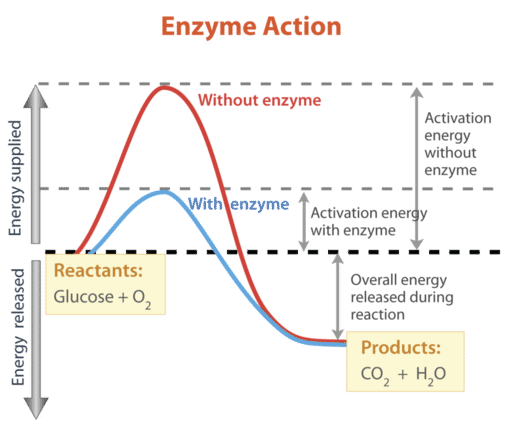 Enzyme Action
Without enzyme
Activation
energy
without
enzyme
Energy supplied
With enzyme
Activation energy
with enzyme
Reactants:
Glucose + O₂
Energy released
Overall energy
released during
reaction
Products:
CO₂ + H₂O